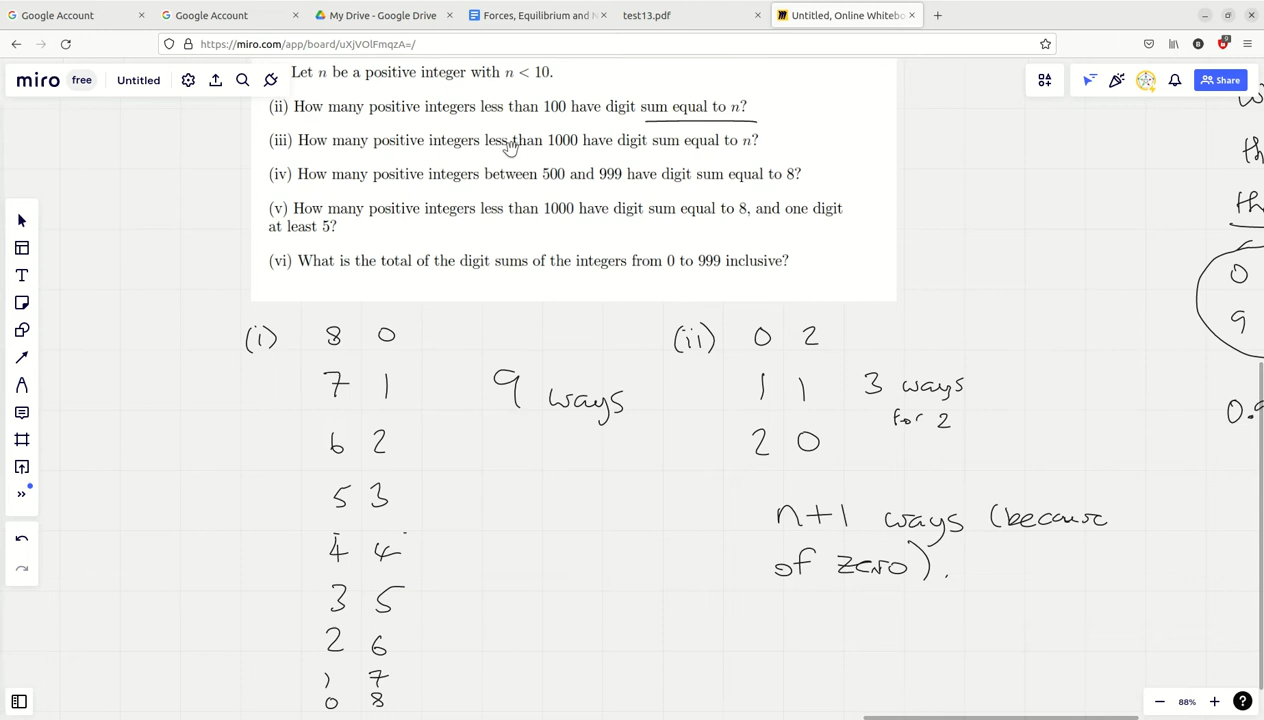 Google Account
Google Account
My Drive - Google Drive
Forces, Equilibrium and N
test13.pdf
Untitled, Online Whitebo
https://miro.com/app/board/uXjVOlFmqzA=/
miro
free
Untitled
Share
Let n be a positive integer with n < 10.
(ii) How many positive integers less than 100 have digit sum equal to n?
(iii) How many positive integers less than 1000 have digit sum equal to n?
(iv) How many positive integers between 500 and 999 have digit sum equal to 8?
(v) How many positive integers less than 1000 have digit sum equal to 8, and one digit
at least 5?
(vi) What is the total of the digit sums of the integers from 0 to 999 inclusive?
(i) 8 0
7 1
9 ways
6 2
5 3
4 4
3 5
2 6
1 7
0 8
(ii) 0 2
1 1
3 ways
for 2
2 0
n+1 ways (because
of zero).
th
th
0
9
0.9
88%